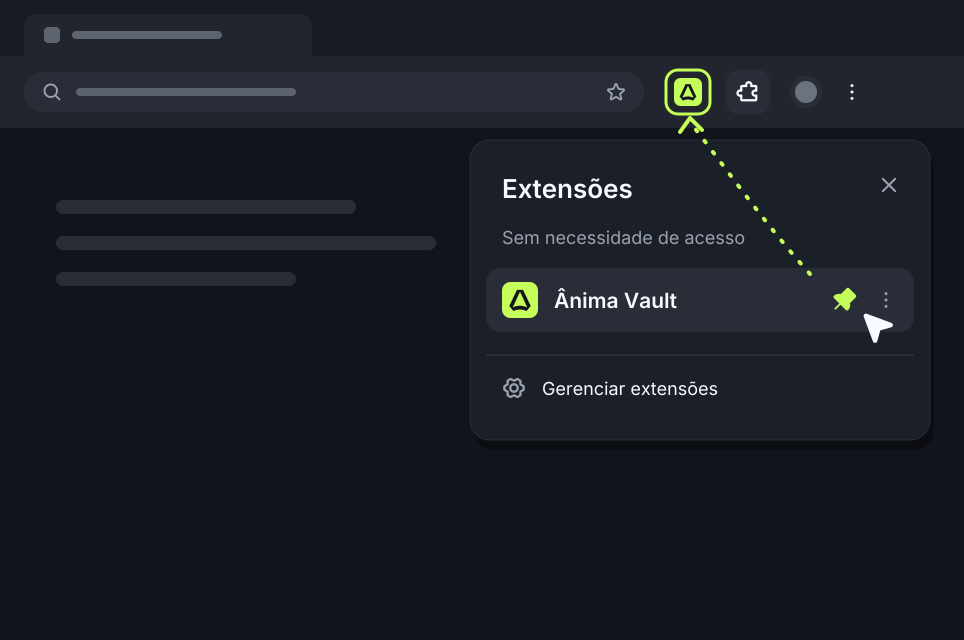 Extensões
Sem necessidade de acesso
Ânima Vault
Gerenciar extensões